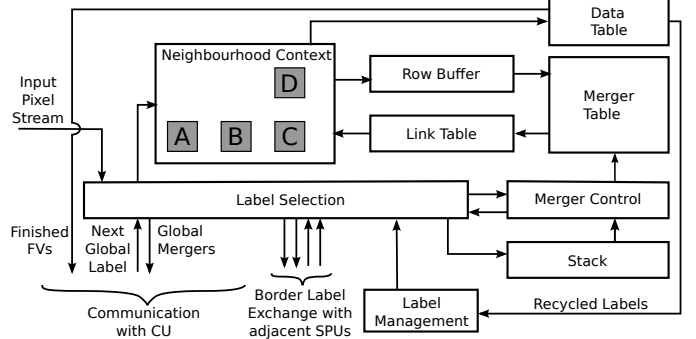 Data
Table
Neighbourhood Context
D
A
B
C
Row Buffer
Merger
Table
Link Table
Input
Pixel
Stream
Label Selection
Merger Control
Stack
Finished
FVs
Next
Global
Label
Global
Mergers
Communication
with CU
Border Label
Exchange with
adjacent SPUs
Label
Management
Recycled Labels